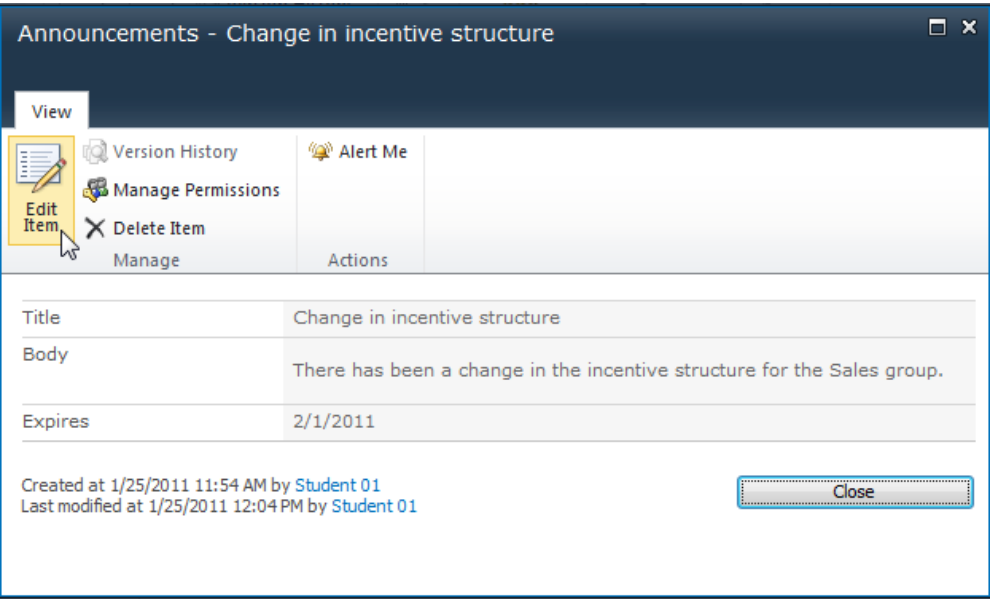 Announcements - Change in incentive structure
View
Edit
Item
Version History
Manage Permissions
Delete Item
Manage
Alert Me
Actions
Title Change in incentive structure
Body There has been a change in the incentive structure for the Sales group.
Expires 2/1/2011
Created at 1/25/2011 11:54 AM by Student 01
Last modified at 1/25/2011 12:04 PM by Student 01
Close